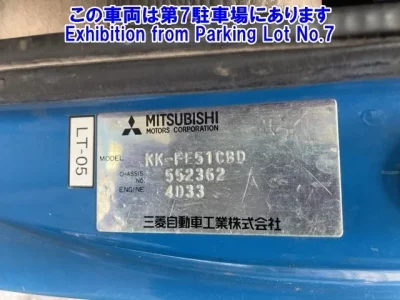 この車両は第7駐車場にあります
Exhibition from Parking Lot No.7
LT-05
MITSUBISHI
MOTORS CORPORATION
MODEL KK-FE51CBD
CHASSIS NO. 552362
ENGINE 4D33
三菱自動車工業株式会社